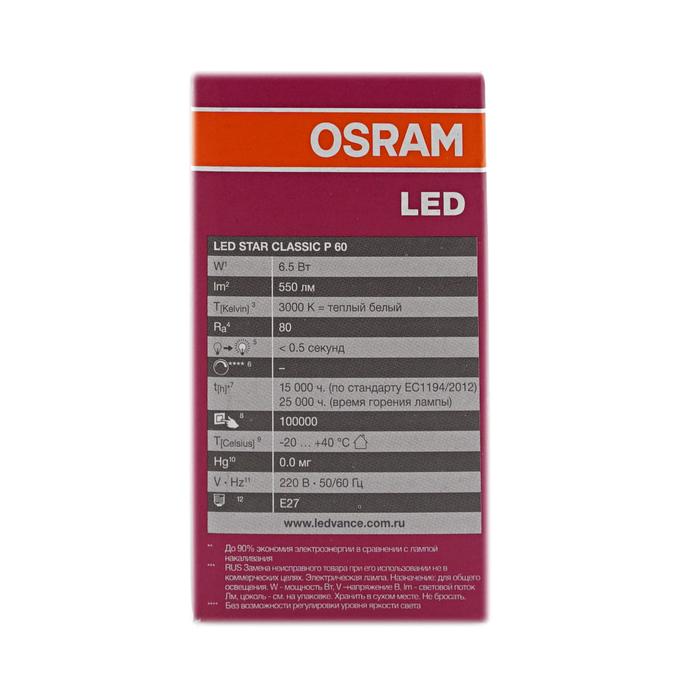 OSRAM
LED
LED STAR CLASSIC P 60
W¹ 6.5 Вт
lm² 550 лм
T[Kelvin] ³ 3000 K = теплый белый
Ra⁴ 80
⁵ < 0.5 секунд
**** ⁶ –
t[h]*⁷ 15 000 ч. (по стандарту EC1194/2012)
25 000 ч. (время горения лампы)
⁸ 100000
T[Celsius] ⁹ -20 … +40 °C
Hg¹⁰ 0.0 мг
V · Hz¹¹ 220 В · 50/60 Гц
¹² E27
www.ledvance.com.ru
** До 90% экономия электроэнергии в сравнении с лампой
накаливания
*** RUS Замена неисправного товара при его использовании не в
коммерческих целях. Электрическая лампа. Назначение: для общего
освещения. W - мощность Вт, V –напряжение В, lm - световой поток
Лм, цоколь - см. на упаковке. Хранить в сухом месте. Не бросать.
**** Без возможности регулировки уровня яркости света